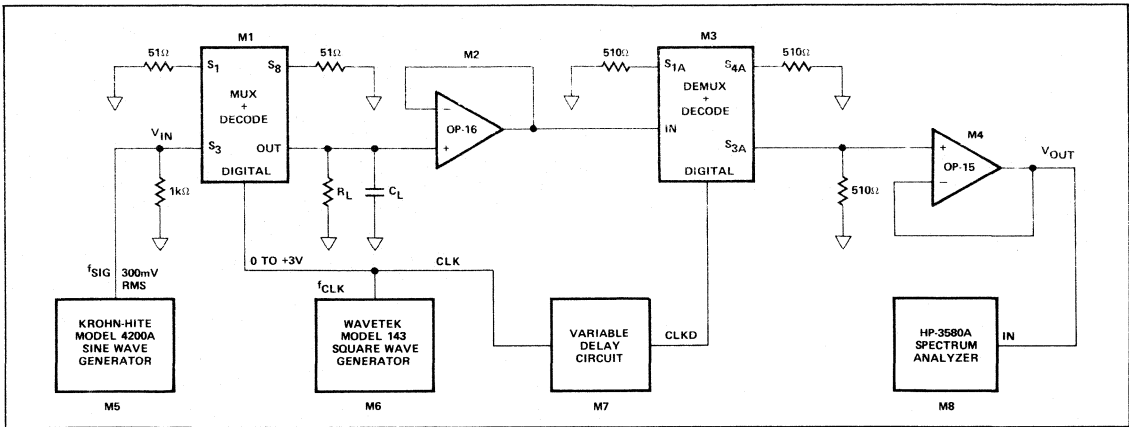 M1
51Ω
S1
S8
51Ω
MUX
+
DECODE
VIN
S3
OUT
DIGITAL
1kΩ
RL
CL
M2
−
OP-16
+
M3
510Ω
S1A
S4A
510Ω
DEMUX
+
DECODE
IN
S3A
DIGITAL
510Ω
M4
+
OP-15
−
VOUT
fSIG
300mV
RMS
0 TO +3V
fCLK
CLK
CLKD
IN
KROHN-HITE
MODEL 4200A
SINE WAVE
GENERATOR
M5
WAVETEK
MODEL 143
SQUARE WAVE
GENERATOR
M6
VARIABLE
DELAY
CIRCUIT
M7
HP-3580A
SPECTRUM
ANALYZER
M8